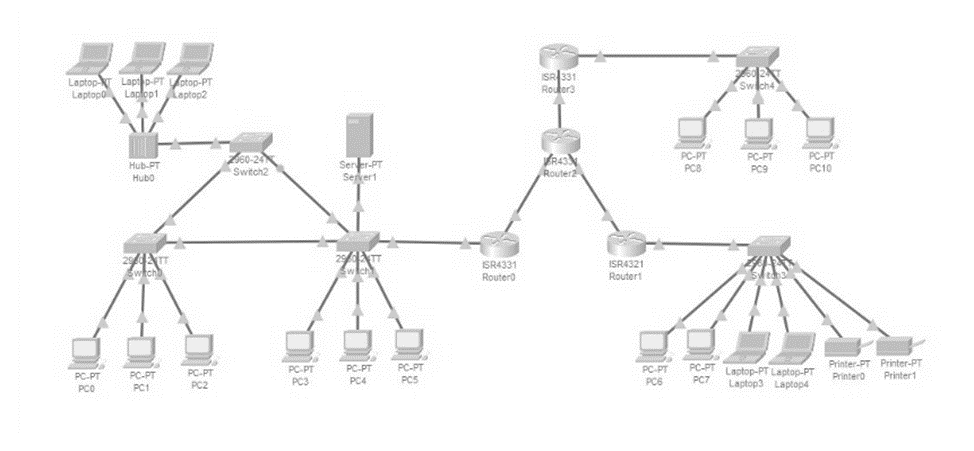 Laptop-PT
Laptop0
Laptop-PT
Laptop1
Laptop-PT
Laptop2
Hub-PT
Hub0
2960-24TT
Switch2
Server-PT
Server1
ISR4331
Router3
2960-24TT
Switch4
ISR4331
Router2
PC-PT
PC8
PC-PT
PC9
PC-PT
PC10
2960-24TT
Switch0
2960-24TT
Switch1
ISR4331
Router0
ISR4321
Router1
2960-24TT
Switch3
PC-PT
PC0
PC-PT
PC1
PC-PT
PC2
PC-PT
PC3
PC-PT
PC4
PC-PT
PC5
PC-PT
PC6
PC-PT
PC7
Laptop-PT
Laptop3
Laptop-PT
Laptop4
Printer-PT
Printer0
Printer-PT
Printer1